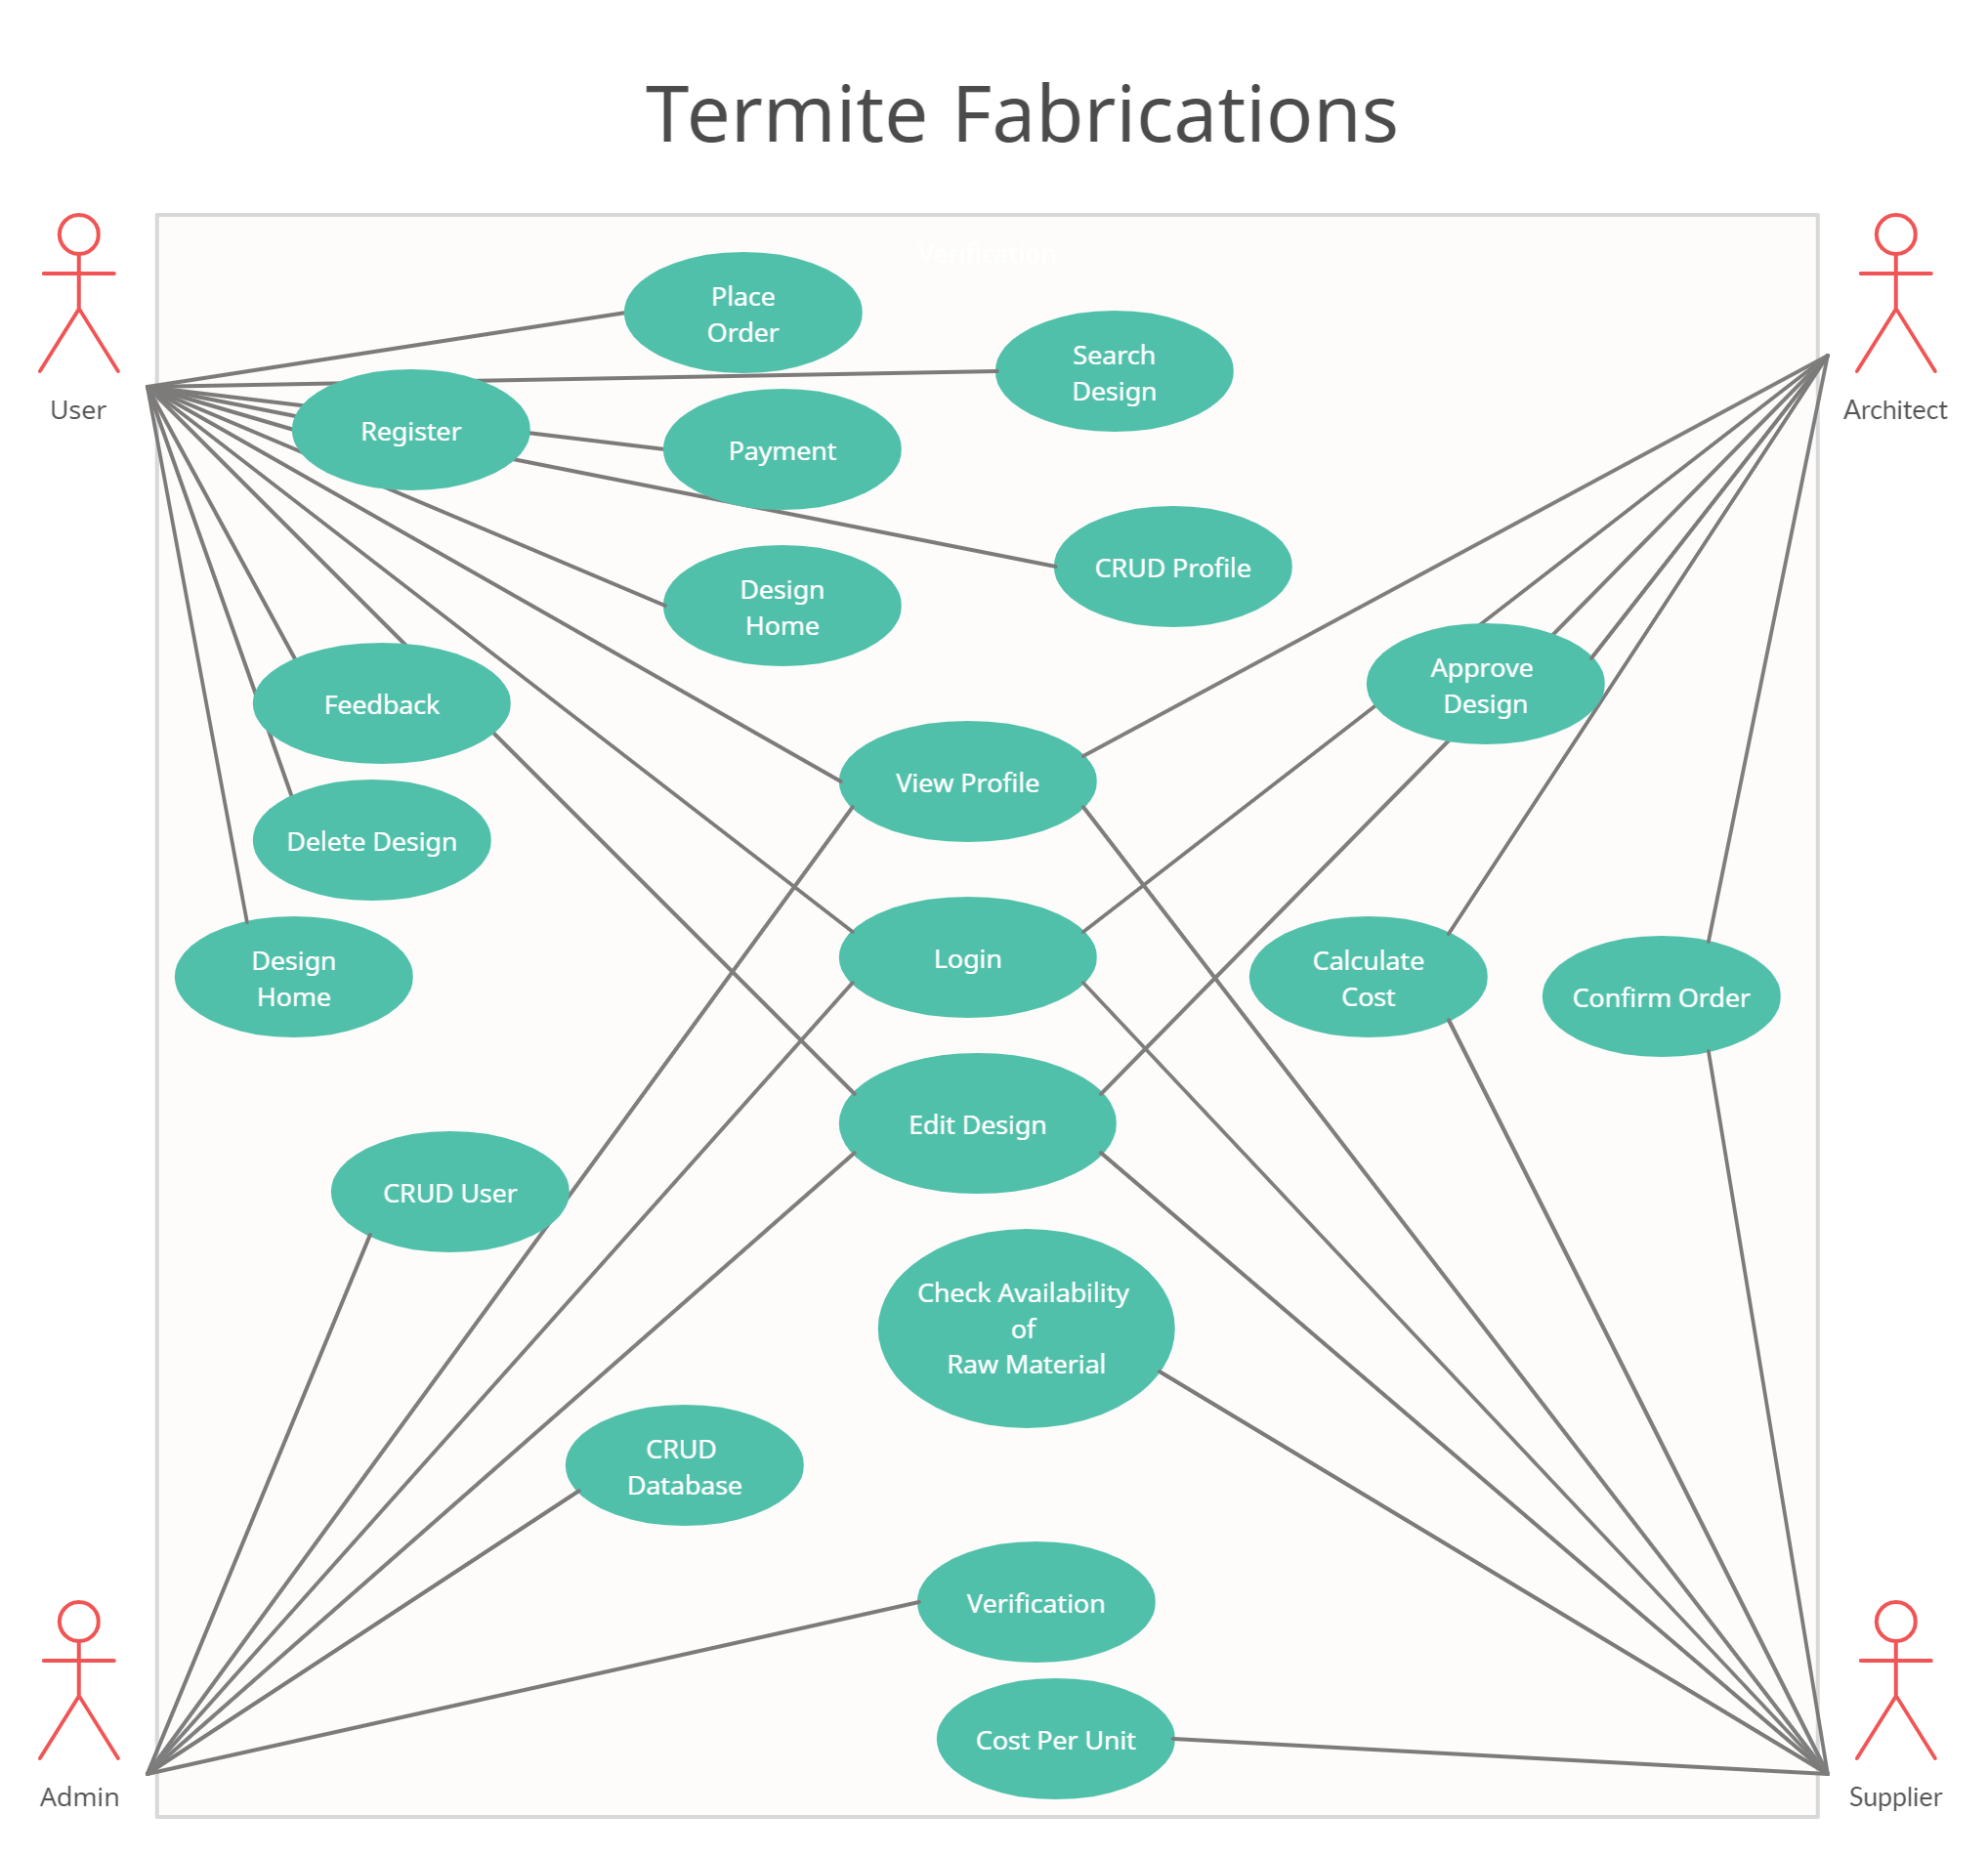 Termite Fabrications
Verification
Place
Order
Search
Design
User
Architect
Register
Payment
CRUD Profile
Design
Home
Approve
Design
Feedback
View Profile
Delete Design
Login
Design
Home
Calculate
Cost
Confirm Order
Edit Design
CRUD User
Check Availability
of
Raw Material
CRUD
Database
Verification
Cost Per Unit
Admin
Supplier